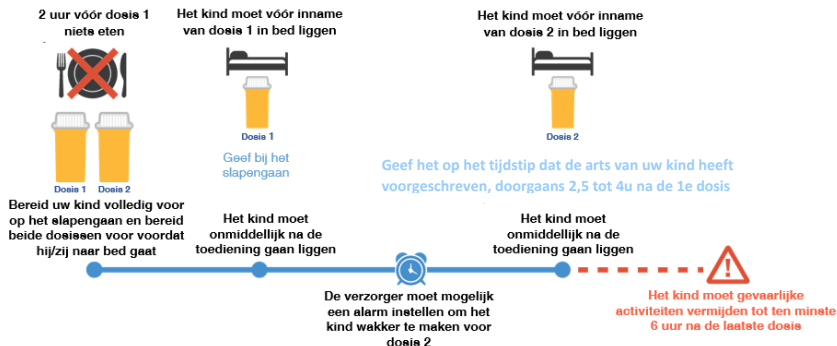 2 uur vóór dosis 1
niets eten
Dosis 1
Dosis 2
Bereid uw kind volledig voor
op het slapengaan en bereid
beide dosissen voor voordat
hij/zij naar bed gaat
Het kind moet vóór inname
van dosis 1 in bed liggen
Dosis 1
Geef bij het
slapengaan
Het kind moet
onmiddellijk na de
toediening gaan liggen
De verzorger moet mogelijk
een alarm instellen om het
kind wakker te maken voor
dosis 2
Het kind moet vóór inname
van dosis 2 in bed liggen
Dosis 2
Geef het op het tijdstip dat de arts van uw kind heeft
voorgeschreven, doorgaans 2,5 tot 4u na de 1e dosis
Het kind moet
onmiddellijk na de
toediening gaan liggen
Het kind moet gevaarlijke
activiteiten vermijden tot ten minste
6 uur na de laatste dosis